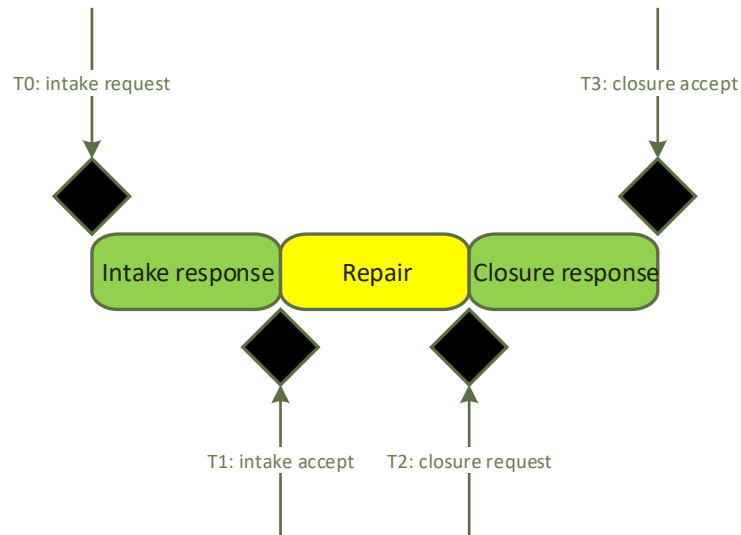 T0: intake request
T3: closure accept
Intake response
Repair
Closure response
T1: intake accept
T2: closure request